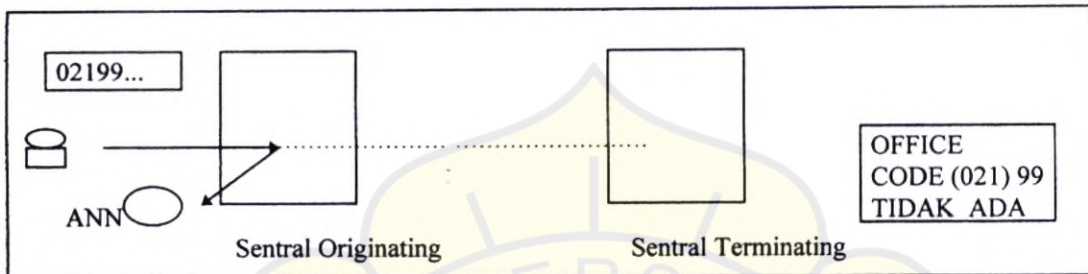 02199...
OFFICE
CODE (021) 99
TIDAK ADA
ANN
Sentral Originating
Sentral Terminating